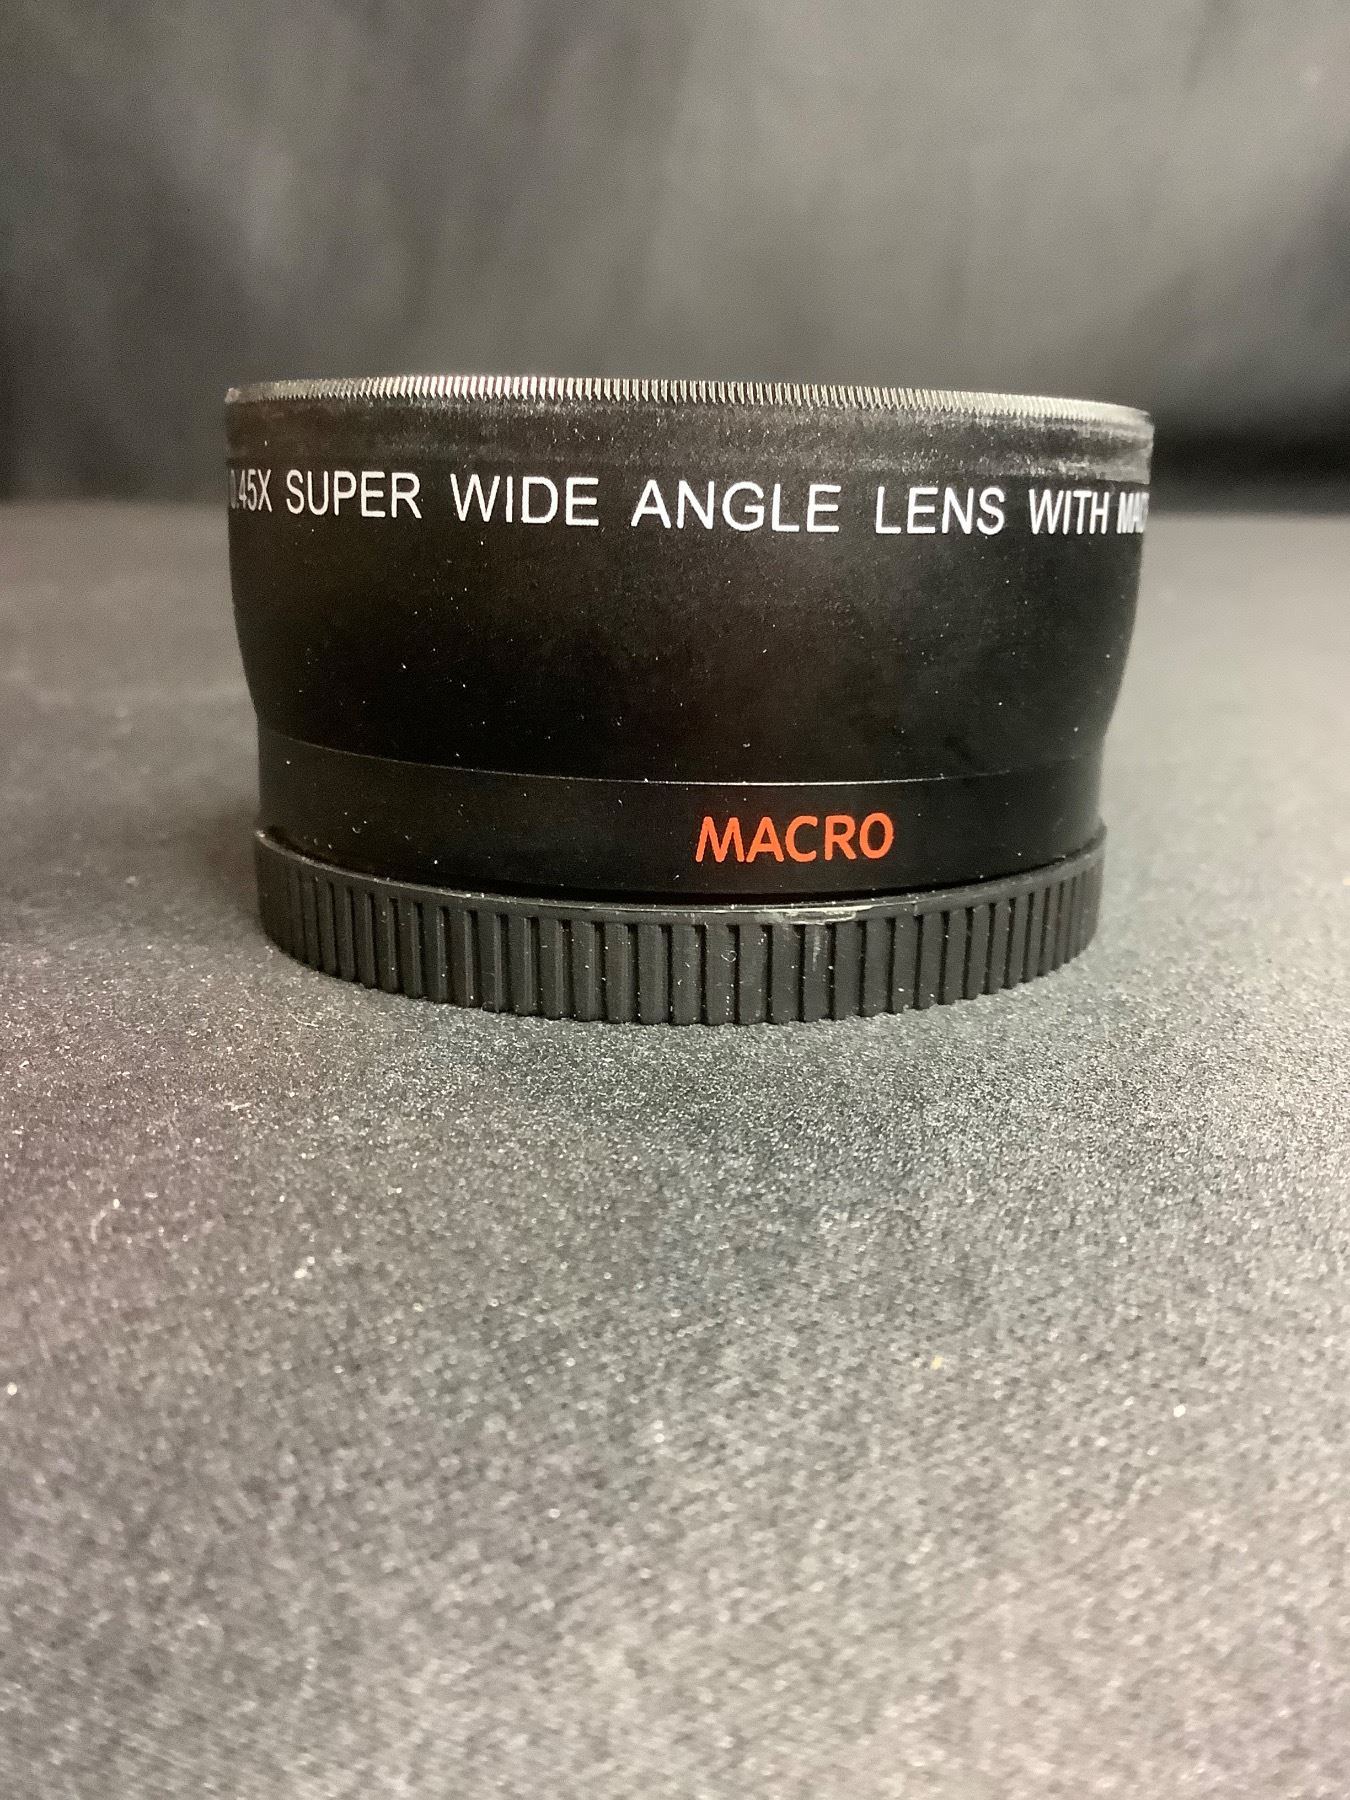 0.45X SUPER WIDE ANGLE LENS WITH
MACRO